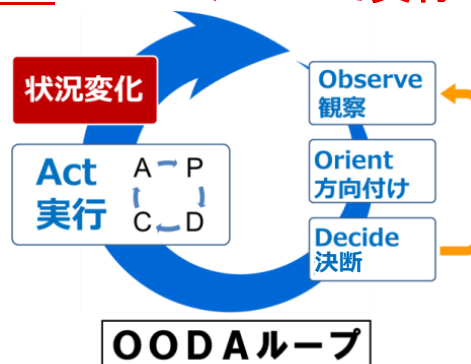 状況変化
Observe
観察
Orient
方向付け
Decide
決断
Act
実行
A P
C D
OODAループ